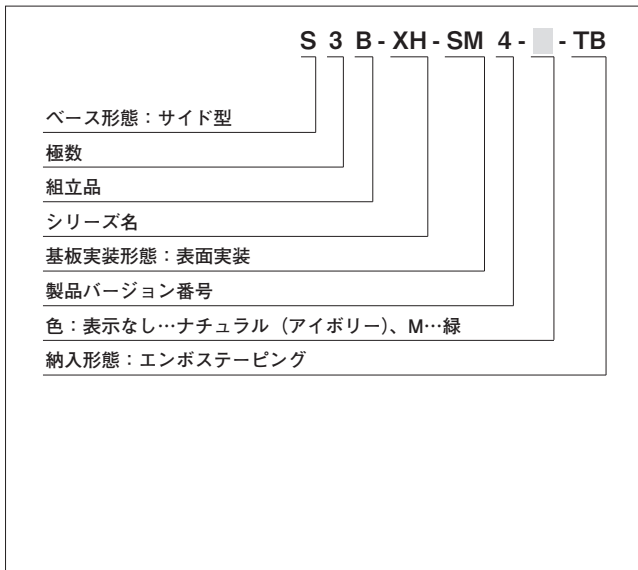 S 3 B - XH - SM 4 - - TB
ベース形態：サイド型
極数
組立品
シリーズ名
基板実装形態：表面実装
製品バージョン番号
色：表示なし…ナチュラル（アイボリー）、M…緑
納入形態：エンボステーピング